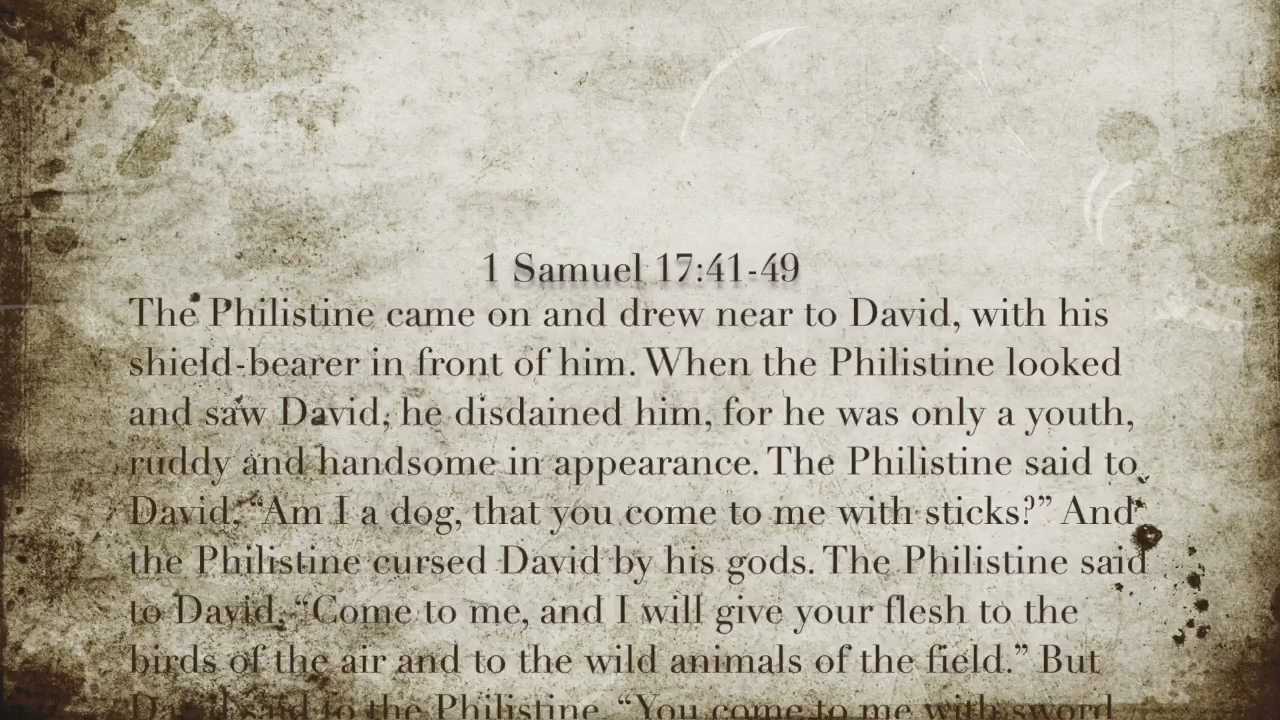 1 Samuel 17:41-49
The Philistine came on and drew near to David, with his
shield-bearer in front of him. When the Philistine looked
and saw David, he disdained him, for he was only a youth,
ruddy and handsome in appearance. The Philistine said to
David, “Am I a dog, that you come to me with sticks?” And
the Philistine cursed David by his gods. The Philistine said
to David, “Come to me, and I will give your flesh to the
birds of the air and to the wild animals of the field.” But
David said to the Philistine, “You come to me with sword